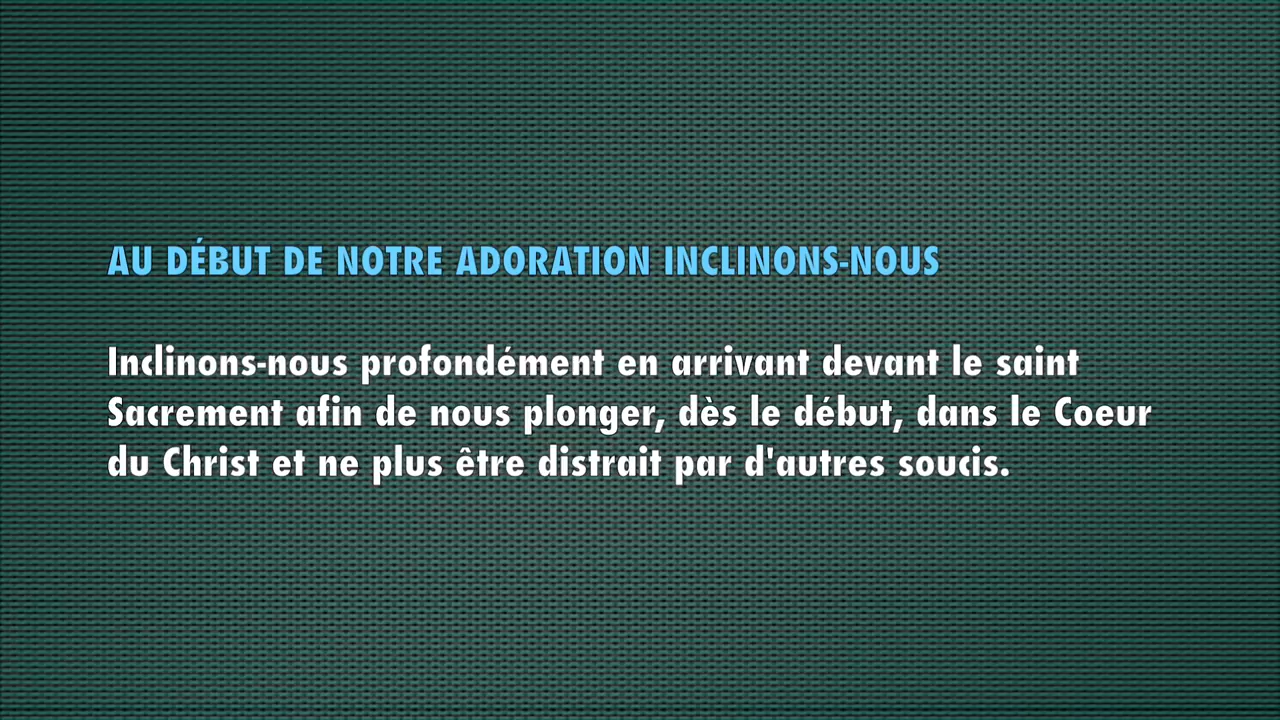 AU DÉBUT DE NOTRE ADORATION INCLINONS-NOUS
Inclinons-nous profondément en arrivant devant le saint
Sacrement afin de nous plonger, dès le début, dans le Coeur
du Christ et ne plus être distrait par d'autres soucis.